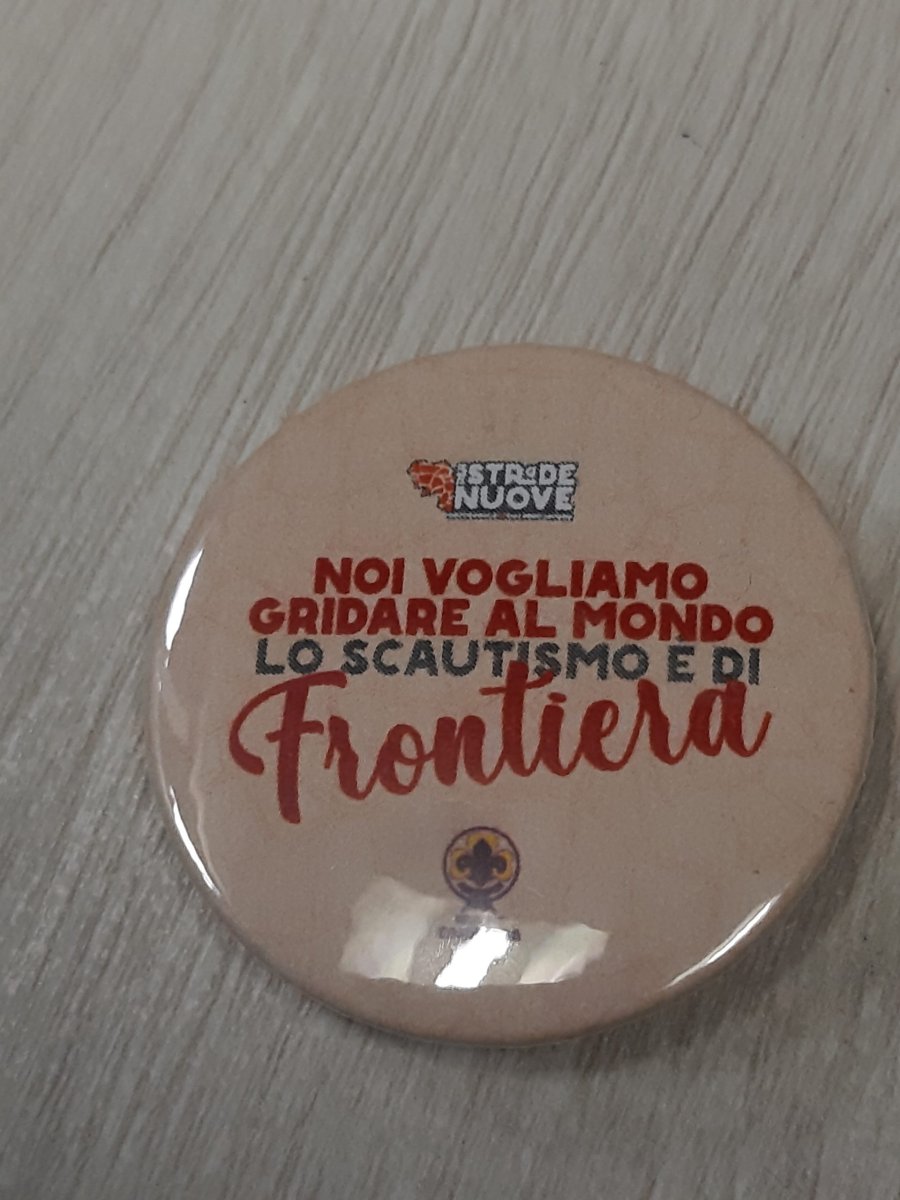 STRADE
NUOVE
NOI VOGLIAMO
GRIDARE AL MONDO
LO SCAUTISMO È DI
Frontiera